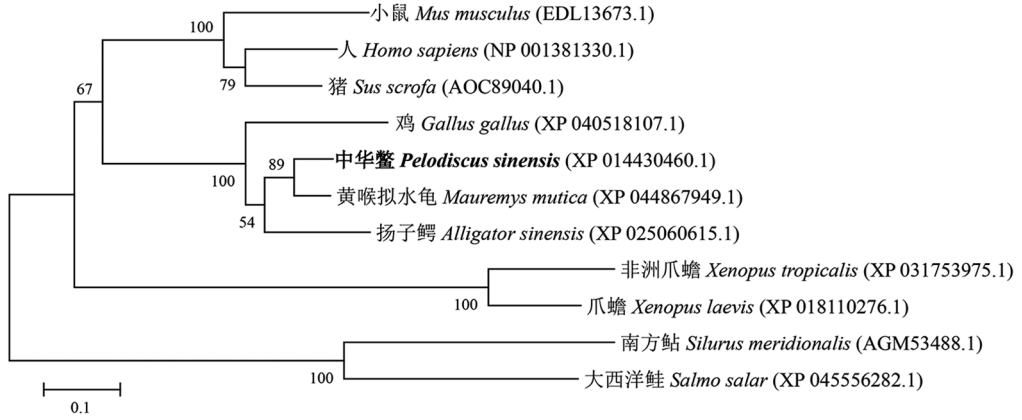 小鼠 Mus musculus (EDL13673.1)
100
人 Homo sapiens (NP 001381330.1)
79
猪 Sus scrofa (AOC89040.1)
67
鸡 Gallus gallus (XP 040518107.1)
中华鳖 Pelodiscus sinensis (XP 014430460.1)
89
100
黄喉拟水龟 Mauremys mutica (XP 044867949.1)
54
扬子鳄 Alligator sinensis (XP 025060615.1)
非洲爪蟾 Xenopus tropicalis (XP 031753975.1)
100
爪蟾 Xenopus laevis (XP 018110276.1)
南方鲇 Silurus meridionalis (AGM53488.1)
100
大西洋鲑 Salmo salar (XP 045556282.1)
0.1